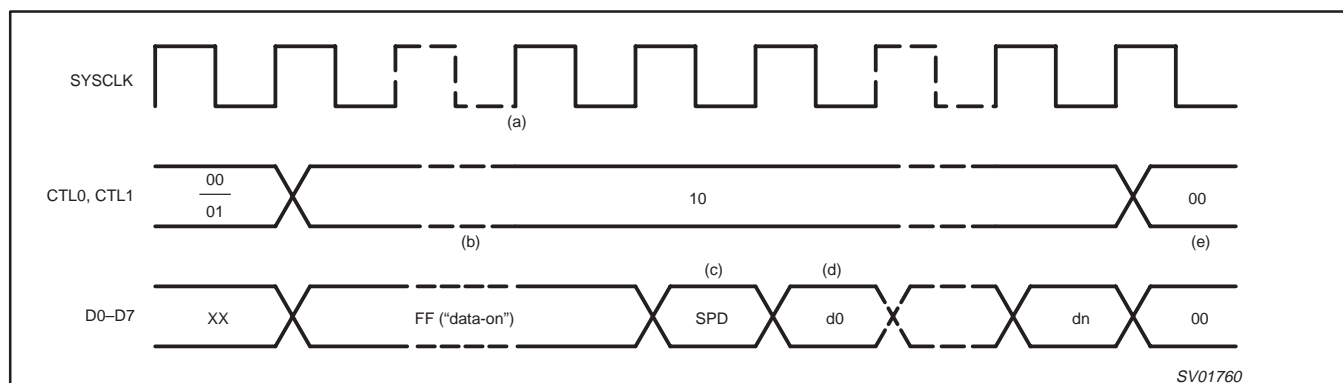 SYSCLK
(a)
CTL0, CTL1
00
01
10
00
(b)
(e)
(c)
(d)
D0–D7
XX
FF (“data-on”)
SPD
d0
dn
00
SV01760